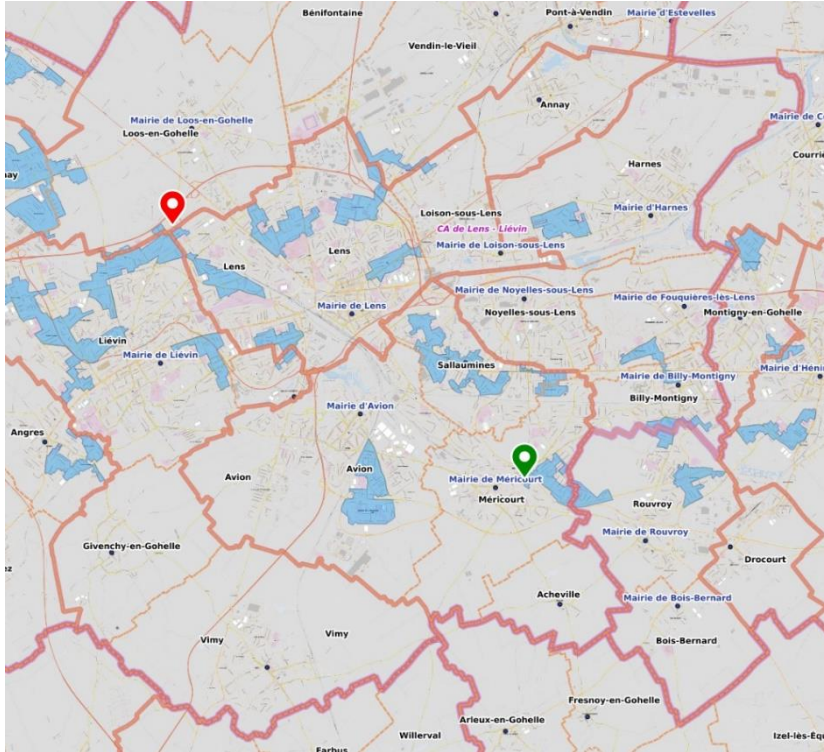 Bénifontaine
Pont-à-Vendin
Mairie d'Estevelles
Vendin-le-Vieil
Annay
Mairie de Loos-en-Gohelle
Loos-en-Gohelle
Mairie de
Courri
Harnes
Mairie d'Harnes
Loison-sous-Lens
CA de Lens - Liévin
Mairie de Loison-sous-Lens
Lens
Lens
Mairie de Noyelles-sous-Lens
Noyelles-sous-Lens
Mairie de Fouquières-lès-Lens
Montigny-en-Gohelle
Mairie de Lens
Liévin
Mairie de Liévin
Sallaumines
Mairie d'Hénin
Mairie de Billy-Montigny
Billy-Montigny
Mairie d'Avion
Angres
Avion
Avion
Mairie de Méricourt
Méricourt
Rouvroy
Mairie de Rouvroy
Givenchy-en-Gohelle
Drocourt
Acheville
Mairie de Bois-Bernard
Bois-Bernard
Vimy
Vimy
Fresnoy-en-Gohelle
Arleux-en-Gohelle
Willerval
Farbus
Izel-lès-Équ